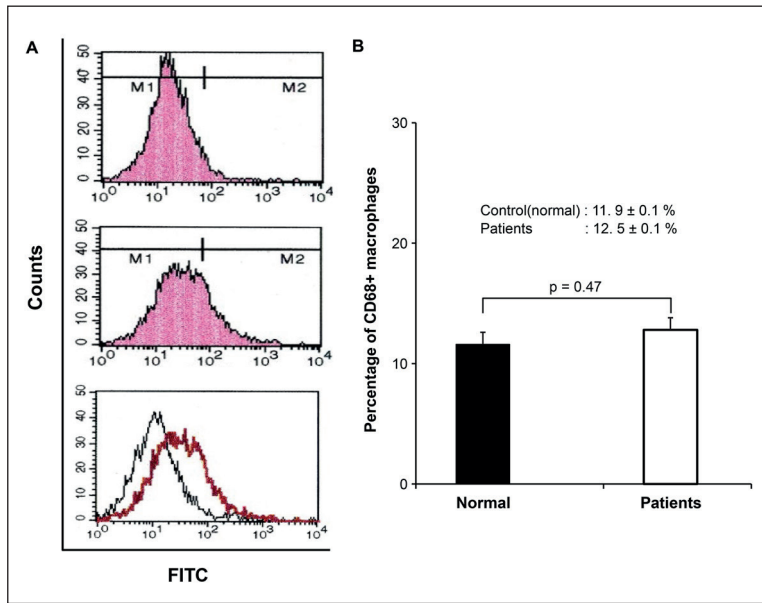 A
Counts
50
40
30
20
10
0
M1 M2
10⁰ 10¹ 10² 10³ 10⁴
50
40
30
20
10
0
M1 M2
10⁰ 10¹ 10² 10³ 10⁴
50
40
30
20
10
0
10⁰ 10¹ 10² 10³ 10⁴
FITC
B
Percentage of CD68+ macrophages
30
20
10
0
Control(normal) : 11. 9 ± 0.1 %
Patients : 12. 5 ± 0.1 %
p = 0.47
Normal Patients